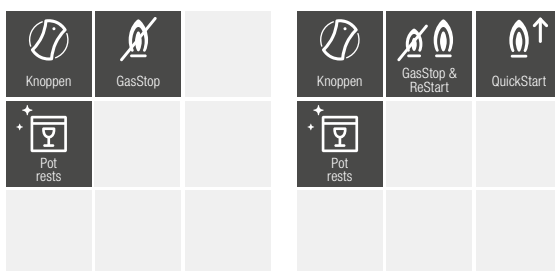 Knoppen
GasStop
Pot
rests
Knoppen
GasStop &
ReStart
QuickStart
Pot
rests